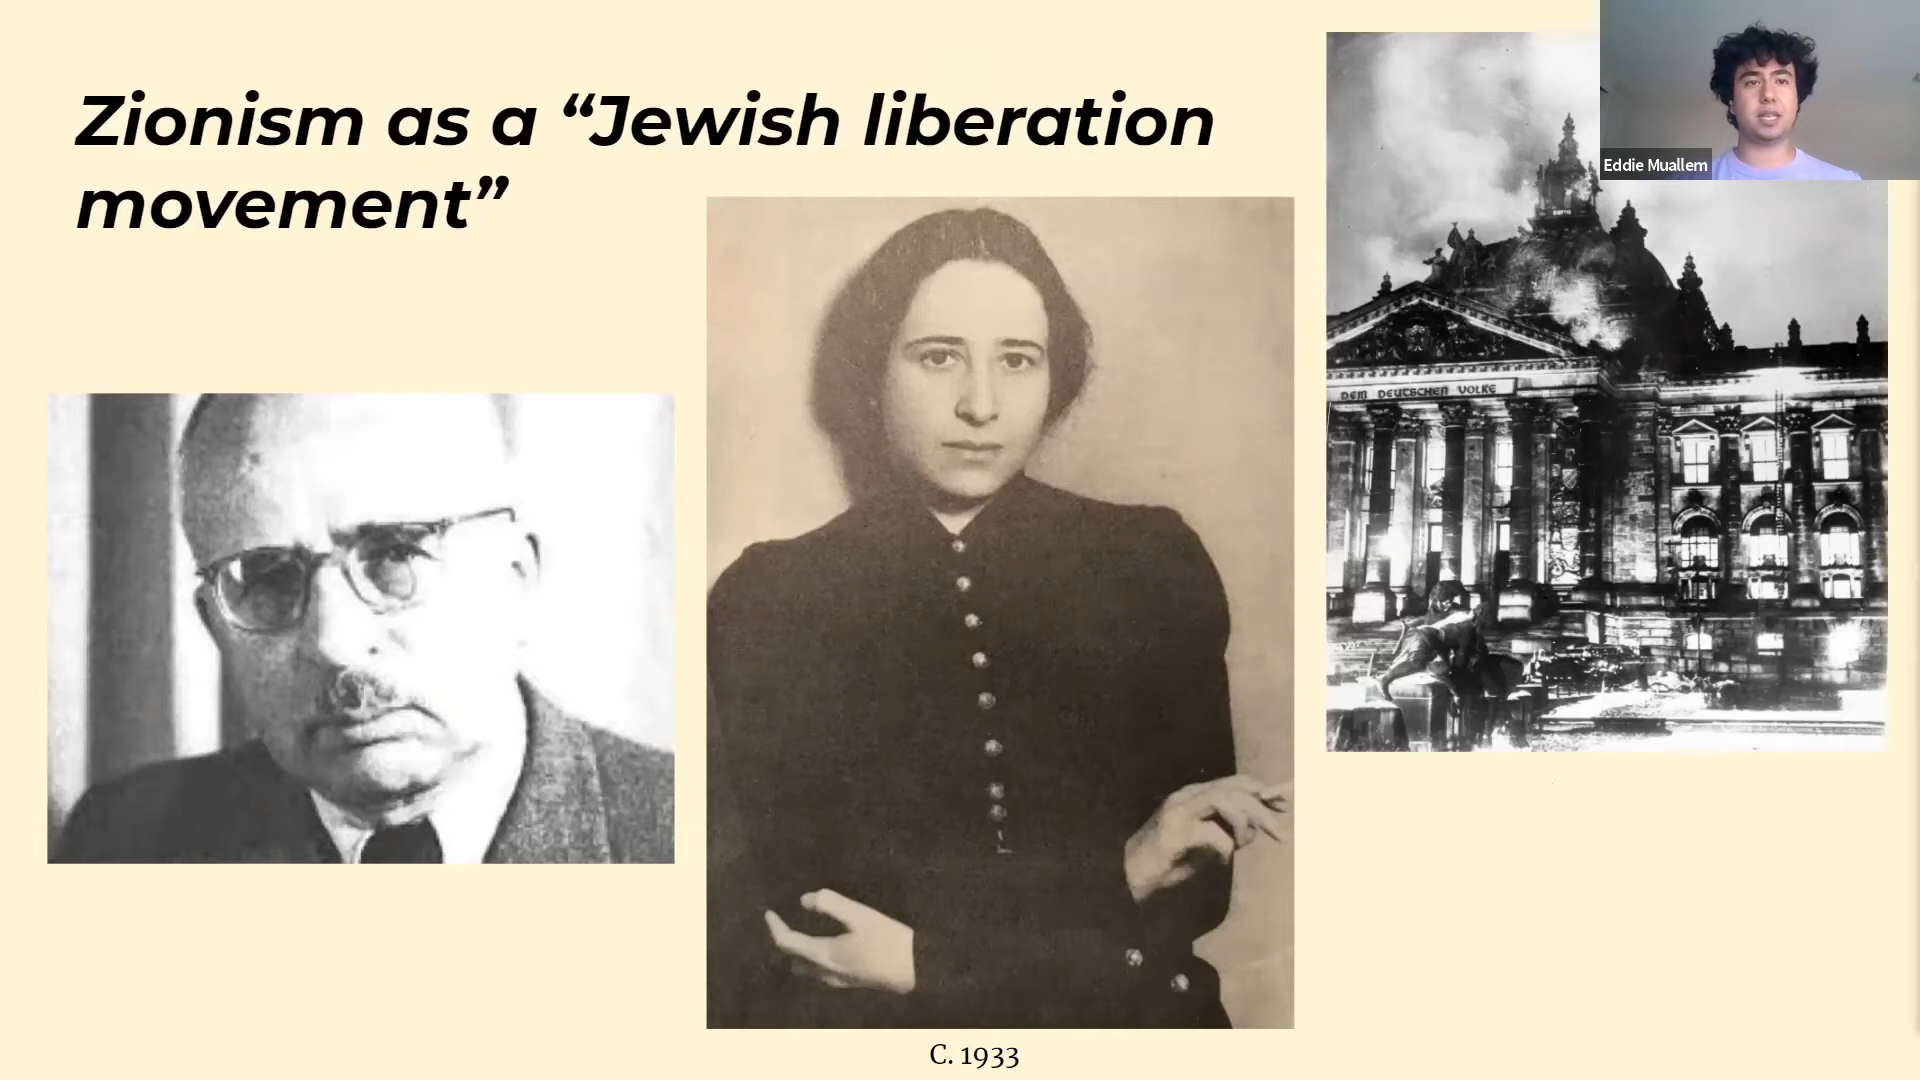 Zionism as a “Jewish liberation
movement”
Eddie Muallem
DEM DEUTSCHEN VOLKE
C. 1933